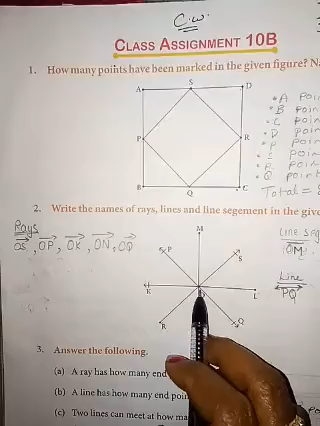 C.W.
CLASS ASSIGNMENT 10B
1. How many points have been marked in the given figure?
A S D
P R
B Q C
• A Poin
• B Poin
• C poin
• D poin
• P poin
• S poin
• R poin
• Q point
Total =
2. Write the names of rays, lines and line segement in the give
Rays
OS, OP, OK, ON, OQ
Line seg
OM
Line
PQ
M
P S
K L
R Q
3. Answer the following.
(a) A ray has how many end
(b) A line has how many end poin
(c) Two lines can meet at how ma